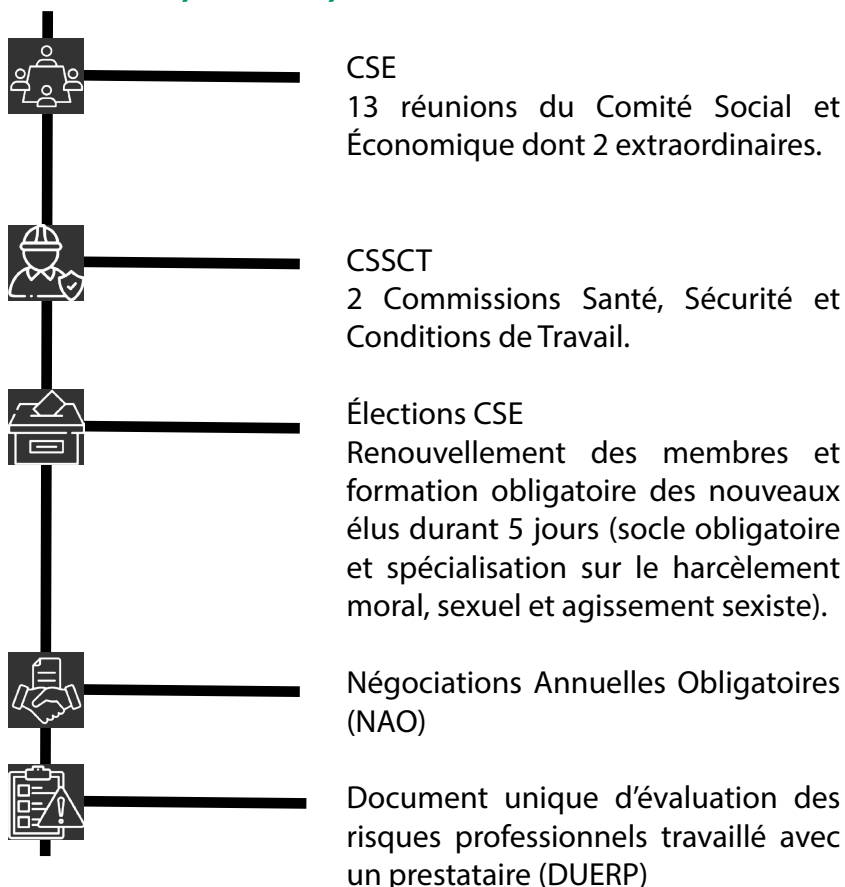 CSE
13 réunions du Comité Social et
Économique dont 2 extraordinaires.
CSSCT
2 Commissions Santé, Sécurité et
Conditions de Travail.
Élections CSE
Renouvellement des membres et
formation obligatoire des nouveaux
élus durant 5 jours (socle obligatoire
et spécialisation sur le harcèlement
moral, sexuel et agissement sexiste).
Négociations Annuelles Obligatoires
(NAO)
Document unique d’évaluation des
risques professionnels travaillé avec
un prestataire (DUERP)